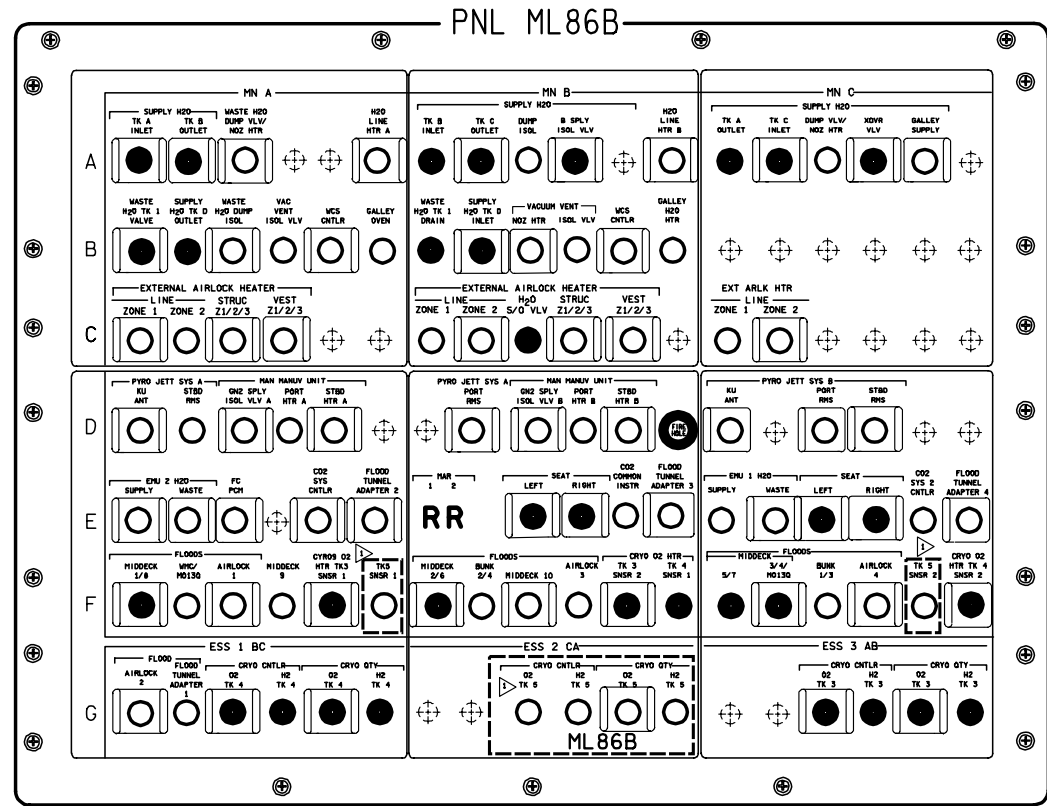 PNL ML86B
MN A
MN B
MN C
SUPPLY H2O
TK A INLET
TK B OUTLET
WASTE H2O DUMP VLV/ NOZ HTR
H2O LINE HTR A
SUPPLY H2O
TK B INLET
TK C OUTLET
DUMP ISOL
B SPLY ISOL VLV
H2O LINE HTR B
SUPPLY H2O
TK A OUTLET
TK C INLET
DUMP VLV/ NOZ HTR
XOVR VLV
GALLEY SUPPLY
A
WASTE H2O TK 1 VALVE
SUPPLY H2O TK D OUTLET
WASTE H2O DUMP ISOL
VAC VENT ISOL VLV
WCS CNTLR
GALLEY OVEN
WASTE H2O TK 1 DRAIN
SUPPLY H2O TK D INLET
VACUUM VENT
NOZ HTR
ISOL VLV
WCS CNTLR
GALLEY H2O HTR
B
EXTERNAL AIRLOCK HEATER
LINE
ZONE 1
ZONE 2
STRUC Z1/2/3
VEST Z1/2/3
EXTERNAL AIRLOCK HEATER
LINE
ZONE 1
ZONE 2
H2O S/O VLV
STRUC Z1/2/3
VEST Z1/2/3
EXT ARLK HTR
LINE
ZONE 1
ZONE 2
C
PYRO JETT SYS A
KU ANT
STBD RMS
MAN MANUV UNIT
GN2 SPLY ISOL VLV A
PORT HTR A
STBD HTR A
PYRO JETT SYS A
PORT RMS
MAN MANUV UNIT
GN2 SPLY ISOL VLV B
PORT HTR B
STBD HTR B
FIRE HOLE
PYRO JETT SYS B
KU ANT
PORT RMS
STBD RMS
D
EMU 2 H2O
SUPPLY
WASTE
FC PCM
CO2 SYS CNTLR
FLOOD TUNNEL ADAPTER 2
MAR
1 2
RR
SEAT
LEFT
RIGHT
CO2 COMMON INSTR
FLOOD TUNNEL ADAPTER 3
EMU 1 H2O
SUPPLY
WASTE
SEAT
LEFT
RIGHT
CO2 SYS 2 CNTLR
FLOOD TUNNEL ADAPTER 4
E
FLOODS
MIDDECK 1/8
WMC/ MO13Q
AIRLOCK 1
MIDDECK 9
CYRO9 O2 HTR TK3 SNSR 1
1
TK5 SNSR 1
FLOODS
MIDDECK 2/6
BUNK 2/4
MIDDECK 10
AIRLOCK 3
CRYO O2 HTR
TK 3 SNSR 2
TK 4 SNSR 1
FLOODS
MIDDECK
5/7
3/4/ MO13Q
BUNK 1/3
AIRLOCK 4
1
TK 5 SNSR 2
CRYO O2 HTR TK 4 SNSR 2
F
ESS 1 BC
ESS 2 CA
ESS 3 AB
FLOOD
AIRLOCK 2
FLOOD TUNNEL ADAPTER 1
CRYO CNTLR
O2 TK 4
H2 TK 4
CRYO QTY
O2 TK 4
H2 TK 4
1
CRYO CNTLR
O2 TK 5
H2 TK 5
CRYO QTY
O2 TK 5
H2 TK 5
CRYO CNTLR
O2 TK 3
H2 TK 3
CRYO QTY
O2 TK 3
H2 TK 3
G
ML86B